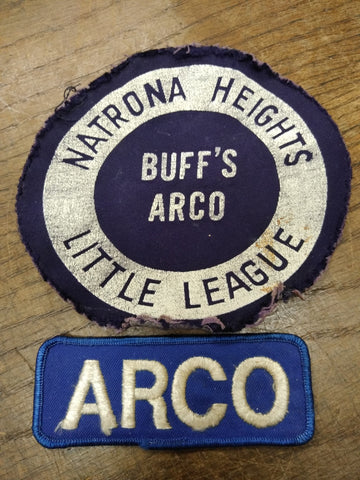 NATRONA HEIGHTS
BUFF'S
ARCO
LITTLE LEAGUE
ARCO